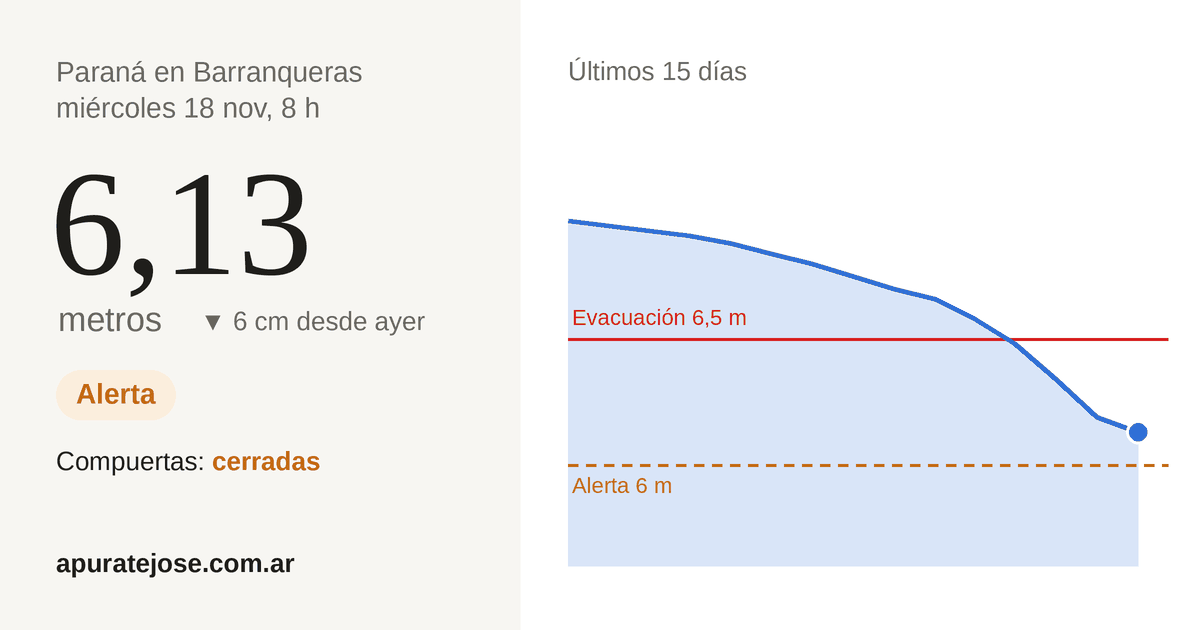 Paraná en Barranqueras
miércoles 18 nov, 8 h
6,13
metros ▼ 6 cm desde ayer
Alerta
Compuertas: cerradas
apuratejose.com.ar
Últimos 15 días
Evacuación 6,5 m
Alerta 6 m